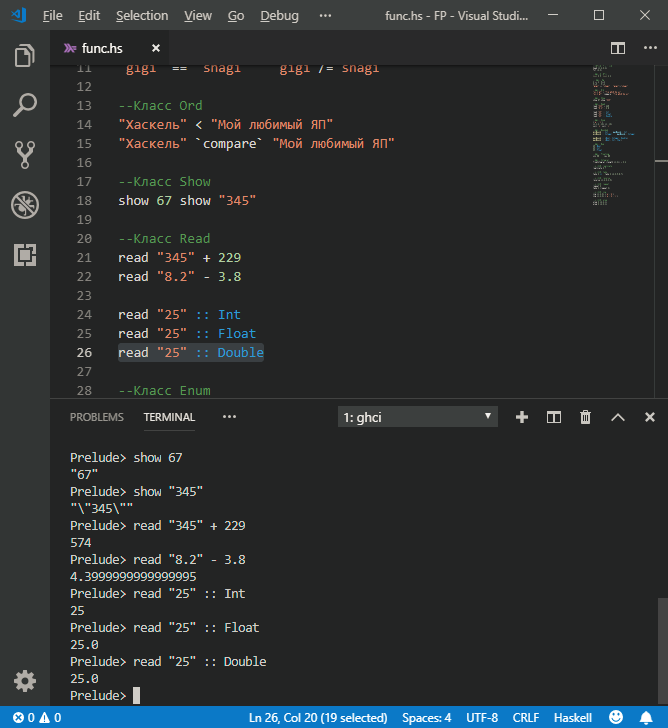 File Edit Selection View Go Debug ··· func.hs - FP - Visual Studi...
func.hs
11 gigi == snagi gigi /= snagi
12
13 --Класс Ord
14 "Хаскель" < "Мой любимый ЯП"
15 "Хаскель" `compare` "Мой любимый ЯП"
16
17 --Класс Show
18 show 67 show "345"
19
20 --Класс Read
21 read "345" + 229
22 read "8.2" - 3.8
23
24 read "25" :: Int
25 read "25" :: Float
26 read "25" :: Double
27
28 --Класс Enum
PROBLEMS TERMINAL ··· 1: ghci
Prelude> show 67
"67"
Prelude> show "345"
"\"345\""
Prelude> read "345" + 229
574
Prelude> read "8.2" - 3.8
4.3999999999999995
Prelude> read "25" :: Int
25
Prelude> read "25" :: Float
25.0
Prelude> read "25" :: Double
25.0
Prelude>
0 0 Ln 26, Col 20 (19 selected) Spaces: 4 UTF-8 CRLF Haskell